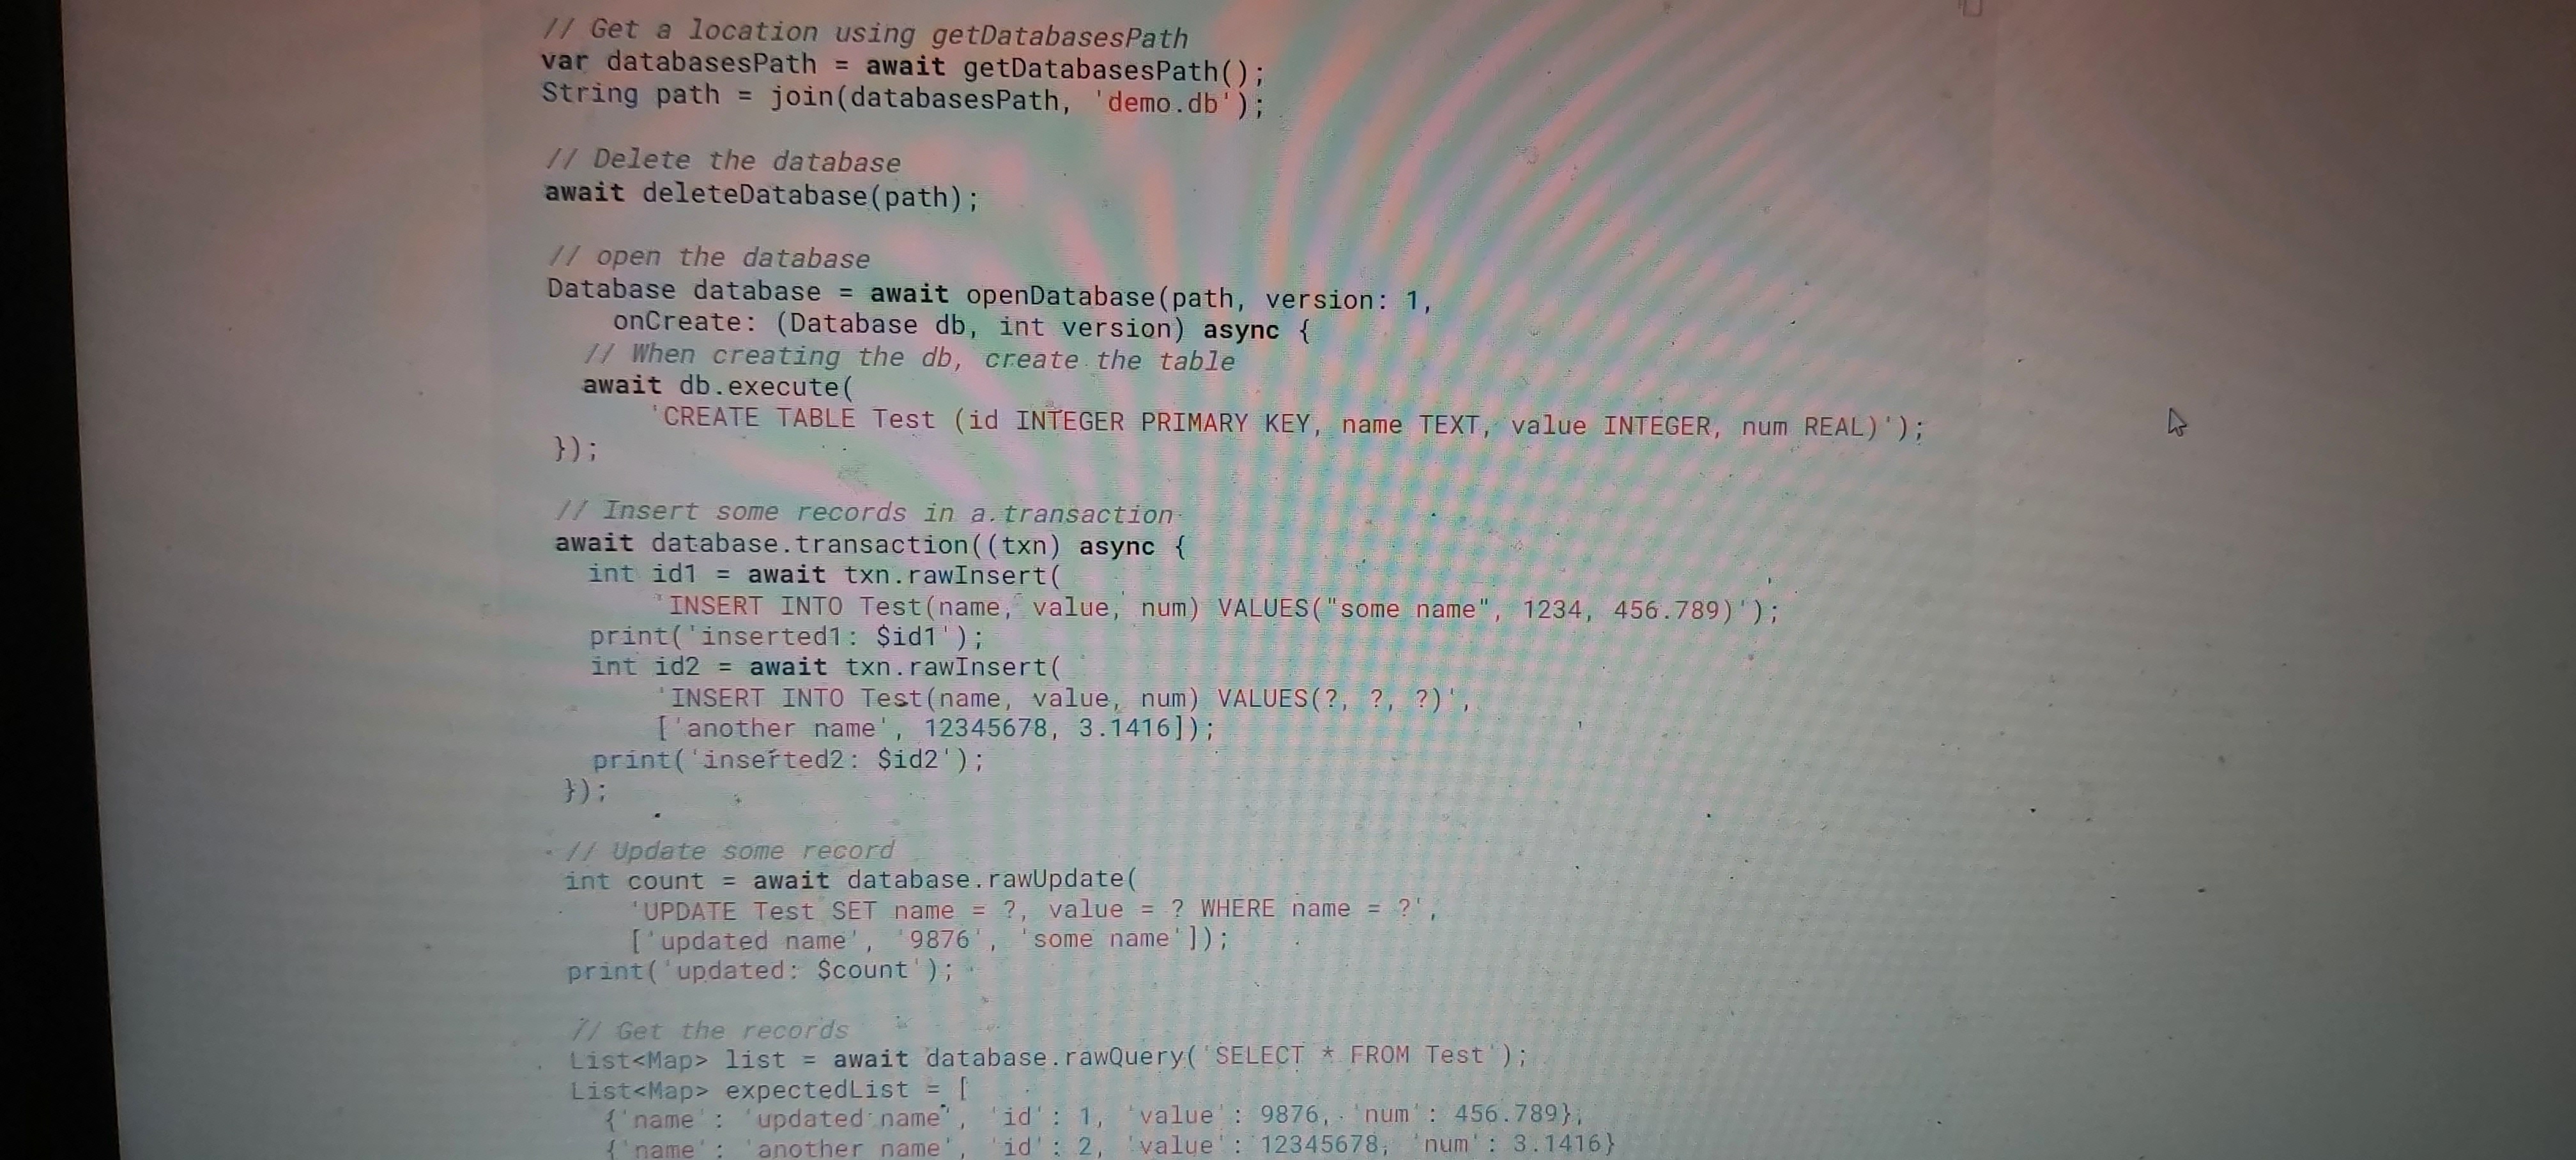 // Get a location using getDatabasesPath
var databasesPath = await getDatabasesPath();
String path = join(databasesPath, 'demo.db');
// Delete the database
await deleteDatabase(path);
// open the database
Database database = await openDatabase(path, version: 1,
onCreate: (Database db, int version) async {
// When creating the db, create the table
await db.execute(
'CREATE TABLE Test (id INTEGER PRIMARY KEY, name TEXT, value INTEGER, num REAL)');
});
// Insert some records in a transaction
await database.transaction((txn) async {
int id1 = await txn.rawInsert(
'INSERT INTO Test(name, value, num) VALUES("some name", 1234, 456.789)');
print('inserted1: $id1');
int id2 = await txn.rawInsert(
'INSERT INTO Test(name, value, num) VALUES(?, ?, ?)',
['another name', 12345678, 3.1416]);
print('inserted2: $id2');
});
// Update some record
int count = await database.rawUpdate(
'UPDATE Test SET name = ?, value = ? WHERE name = ?',
['updated name', '9876', 'some name']);
print('updated: $count');
// Get the records
List<Map> list = await database.rawQuery('SELECT * FROM Test');
List<Map> expectedList = [
{'name': 'updated name', 'id': 1, 'value': 9876, 'num': 456.789},
{'name': 'another name', 'id': 2, 'value': 12345678, 'num': 3.1416}